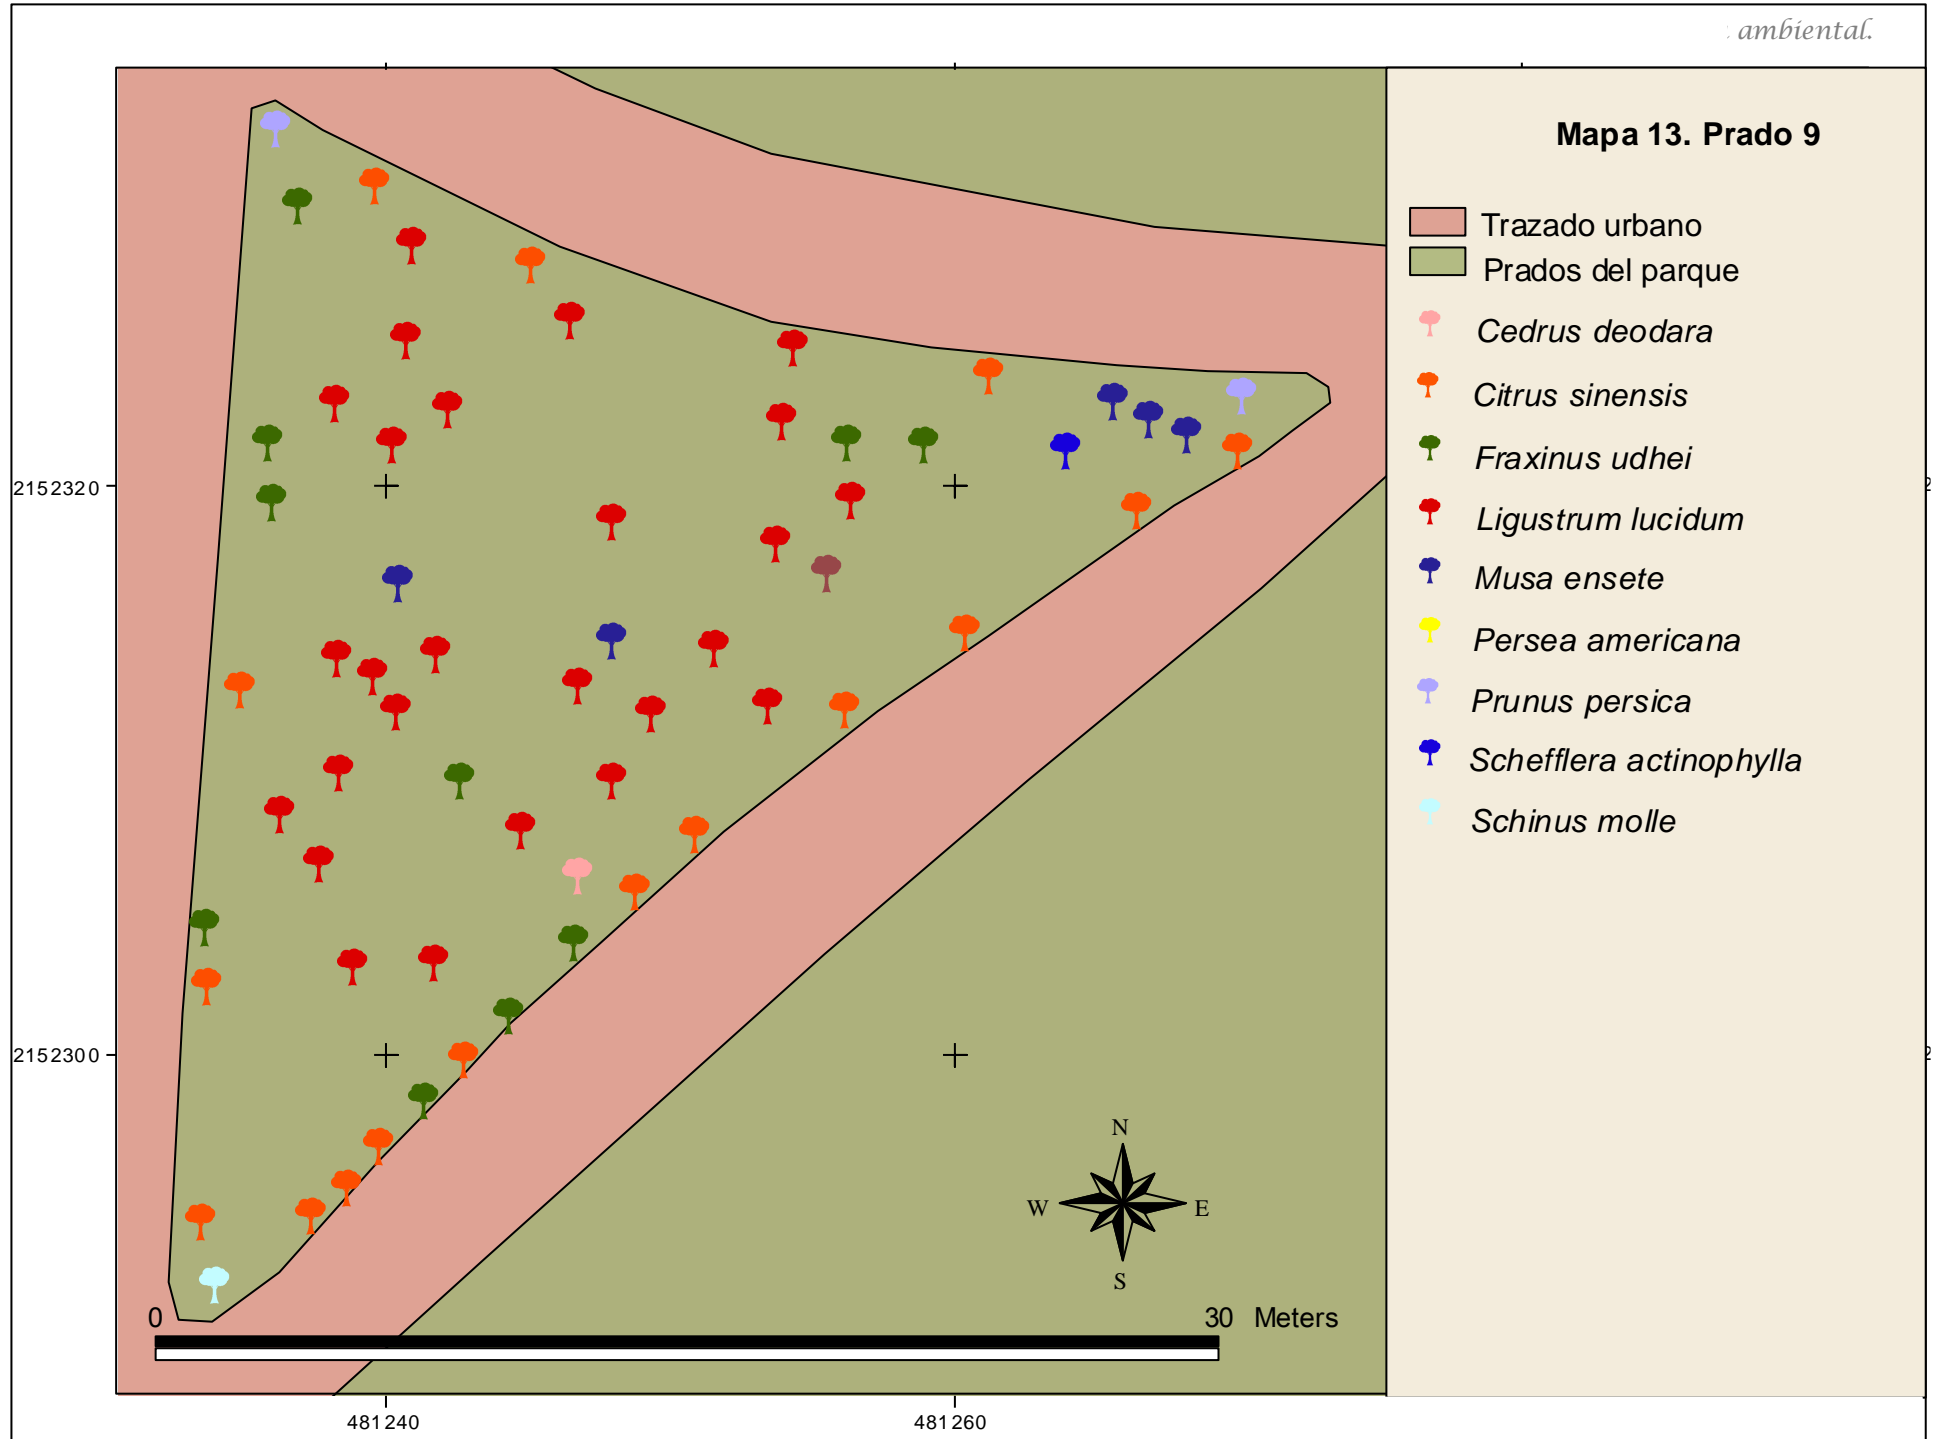 ambiental.
Mapa 13. Prado 9
Trazado urbano
Prados del parque
Cedrus deodara
Citrus sinensis
Fraxinus udhei
Ligustrum lucidum
Musa ensete
Persea americana
Prunus persica
Schefflera actinophylla
Schinus molle
2152320
2152300
N
W E
S
0 30 Meters
481240 481260